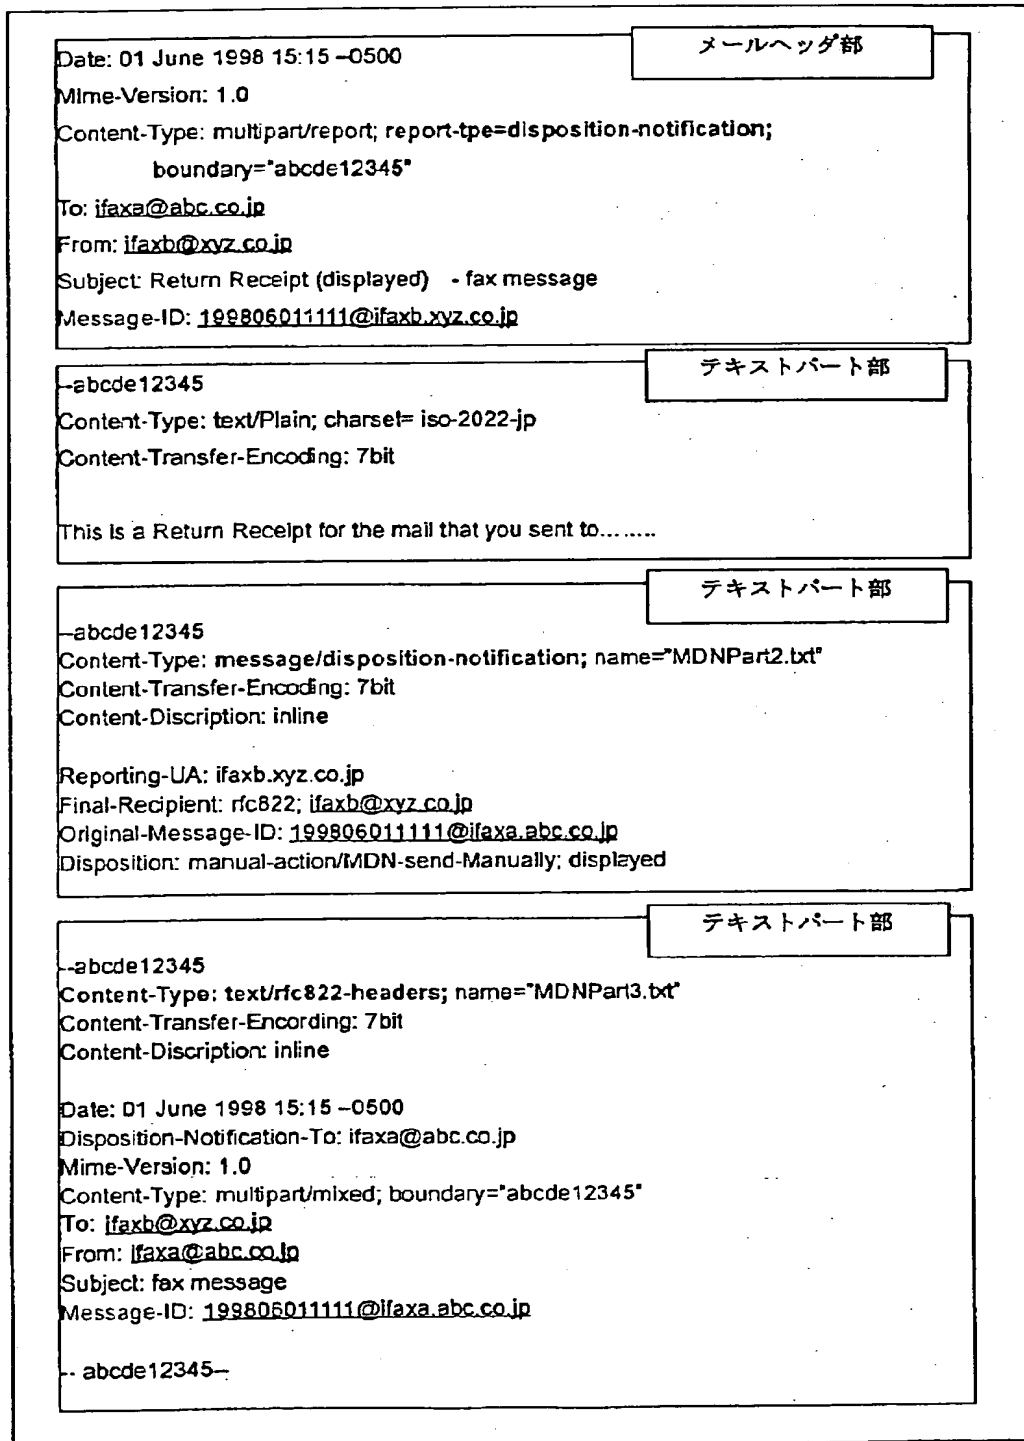 メールヘッダ部
Date: 01 June 1998 15:15 –0500
Mime-Version: 1.0
Content-Type: multipart/report; report-tpe=disposition-notification;
boundary="abcde12345"
To: ifaxa@abc.co.jp
From: ifaxb@xyz.co.jp
Subject: Return Receipt (displayed) - fax message
Message-ID: 199806011111@ifaxb.xyz.co.jp
テキストパート部
--abcde12345
Content-Type: text/Plain; charset= iso-2022-jp
Content-Transfer-Encoding: 7bit
This is a Return Receipt for the mail that you sent to........
テキストパート部
--abcde12345
Content-Type: message/disposition-notification; name="MDNPart2.txt"
Content-Transfer-Encoding: 7bit
Content-Discription: inline
Reporting-UA: ifaxb.xyz.co.jp
Final-Recipient: rfc822; ifaxb@xyz.co.jp
Original-Message-ID: 199806011111@ifaxa.abc.co.jp
Disposition: manual-action/MDN-send-Manually; displayed
テキストパート部
--abcde12345
Content-Type: text/rfc822-headers; name="MDNPart3.txt"
Content-Transfer-Encording: 7bit
Content-Discription: inline
Date: 01 June 1998 15:15 –0500
Disposition-Notification-To: ifaxa@abc.co.jp
Mime-Version: 1.0
Content-Type: multipart/mixed; boundary="abcde12345"
To: ifaxb@xyz.co.jp
From: ifaxa@abc.co.jp
Subject: fax message
Message-ID: 199806011111@ifaxa.abc.co.jp
-- abcde12345--